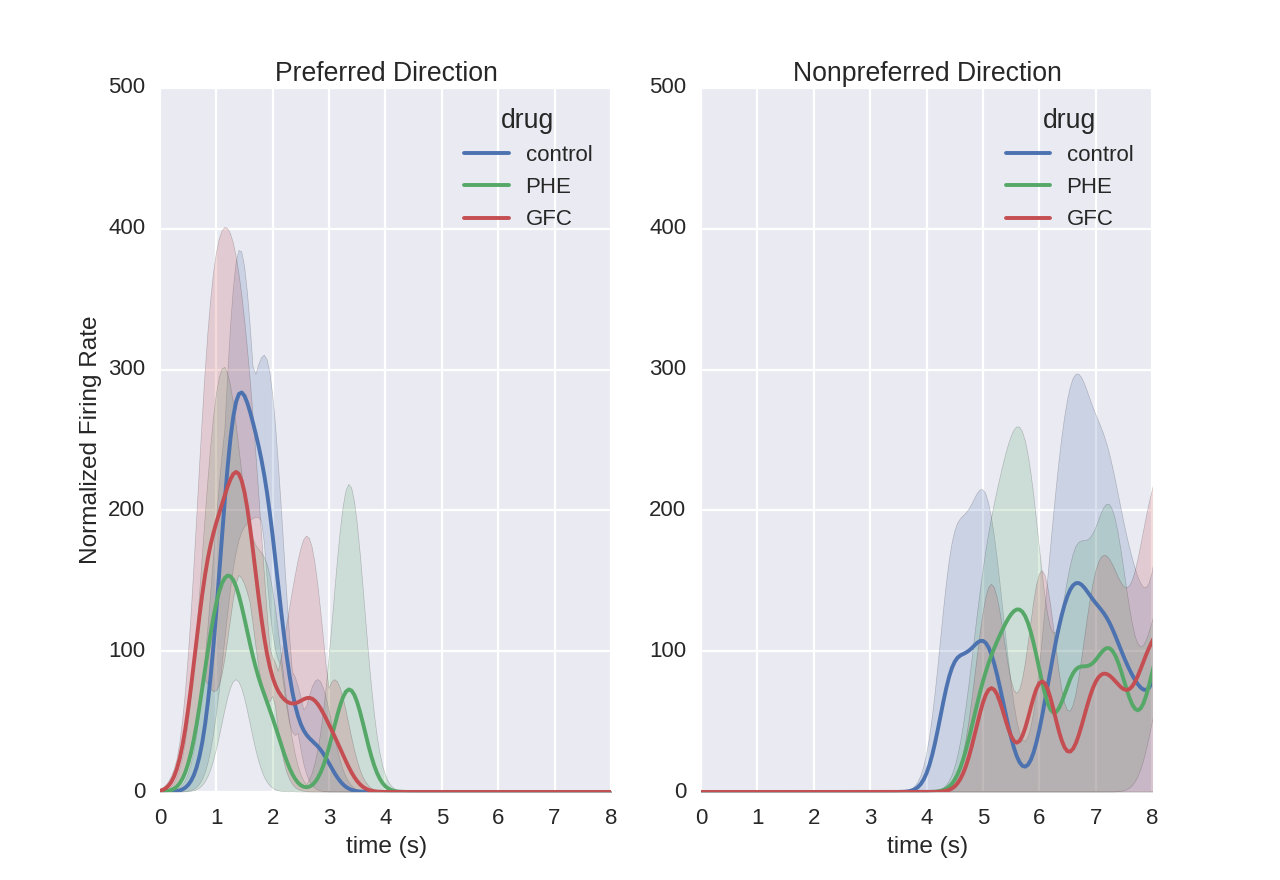 Preferred Direction
500
400
300
200
100
0
Normalized Firing Rate
drug
control
PHE
GFC
0 1 2 3 4 5 6 7 8
time (s)
Nonpreferred Direction
500
400
300
200
100
0
drug
control
PHE
GFC
0 1 2 3 4 5 6 7 8
time (s)